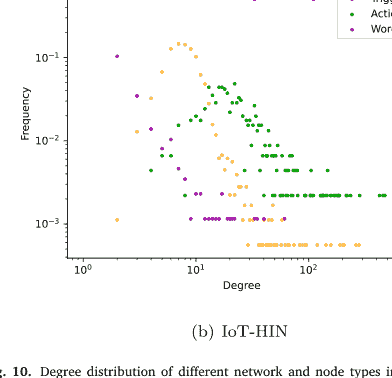 Actio
Wor
10⁻¹
10⁻²
10⁻³
Frequency
10⁰ 10¹ 10²
Degree
(b) IoT-HIN
g. 10. Degree distribution of different network and node types i